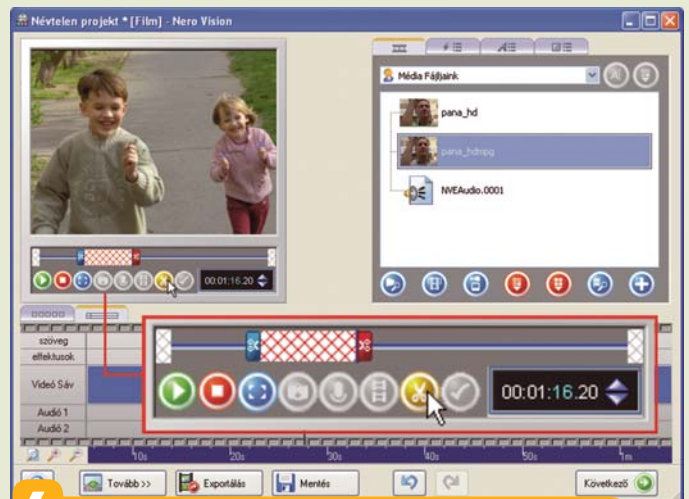 Névtelen projekt *[Film] - Nero Vision
Média Fájljaink
pana_hd
pana_hdmpg
NVEAudio.0001
00:01:16.20
szöveg
effektusok
Videó Sáv
Audió 1
Audió 2
00:01:16.20
10s 20s 30s 40s 50s 1m
Tovább >> Exportálás Mentés Következő